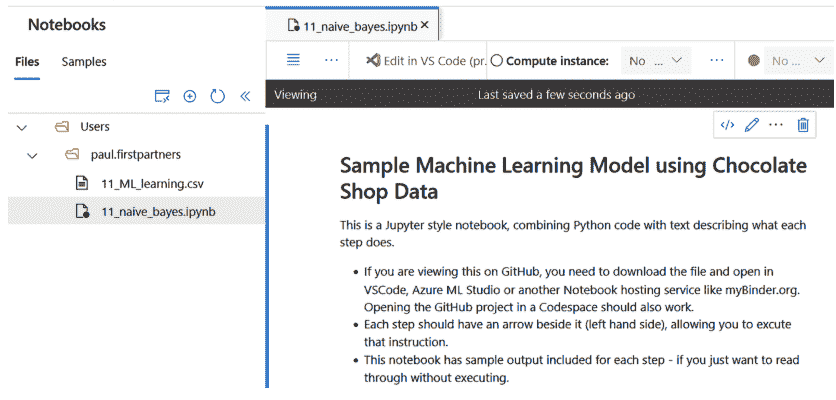 Notebooks
Files Samples
Users
paul.firstpartners
11_ML_learning.csv
11_naive_bayes.ipynb
11_naive_bayes.ipynb
... Edit in VS Code (pr. Compute instance: No ... ... No ...
Viewing Last saved a few seconds ago
</> ...
Sample Machine Learning Model using Chocolate
Shop Data
This is a Jupyter style notebook, combining Python code with text describing what each
step does.
• If you are viewing this on GitHub, you need to download the file and open in
VSCode, Azure ML Studio or another Notebook hosting service like myBinder.org.
Opening the GitHub project in a Codespace should also work.
• Each step should have an arrow beside it (left hand side), allowing you to excute
that instruction.
• This notebook has sample output included for each step - if you just want to read
through without executing.